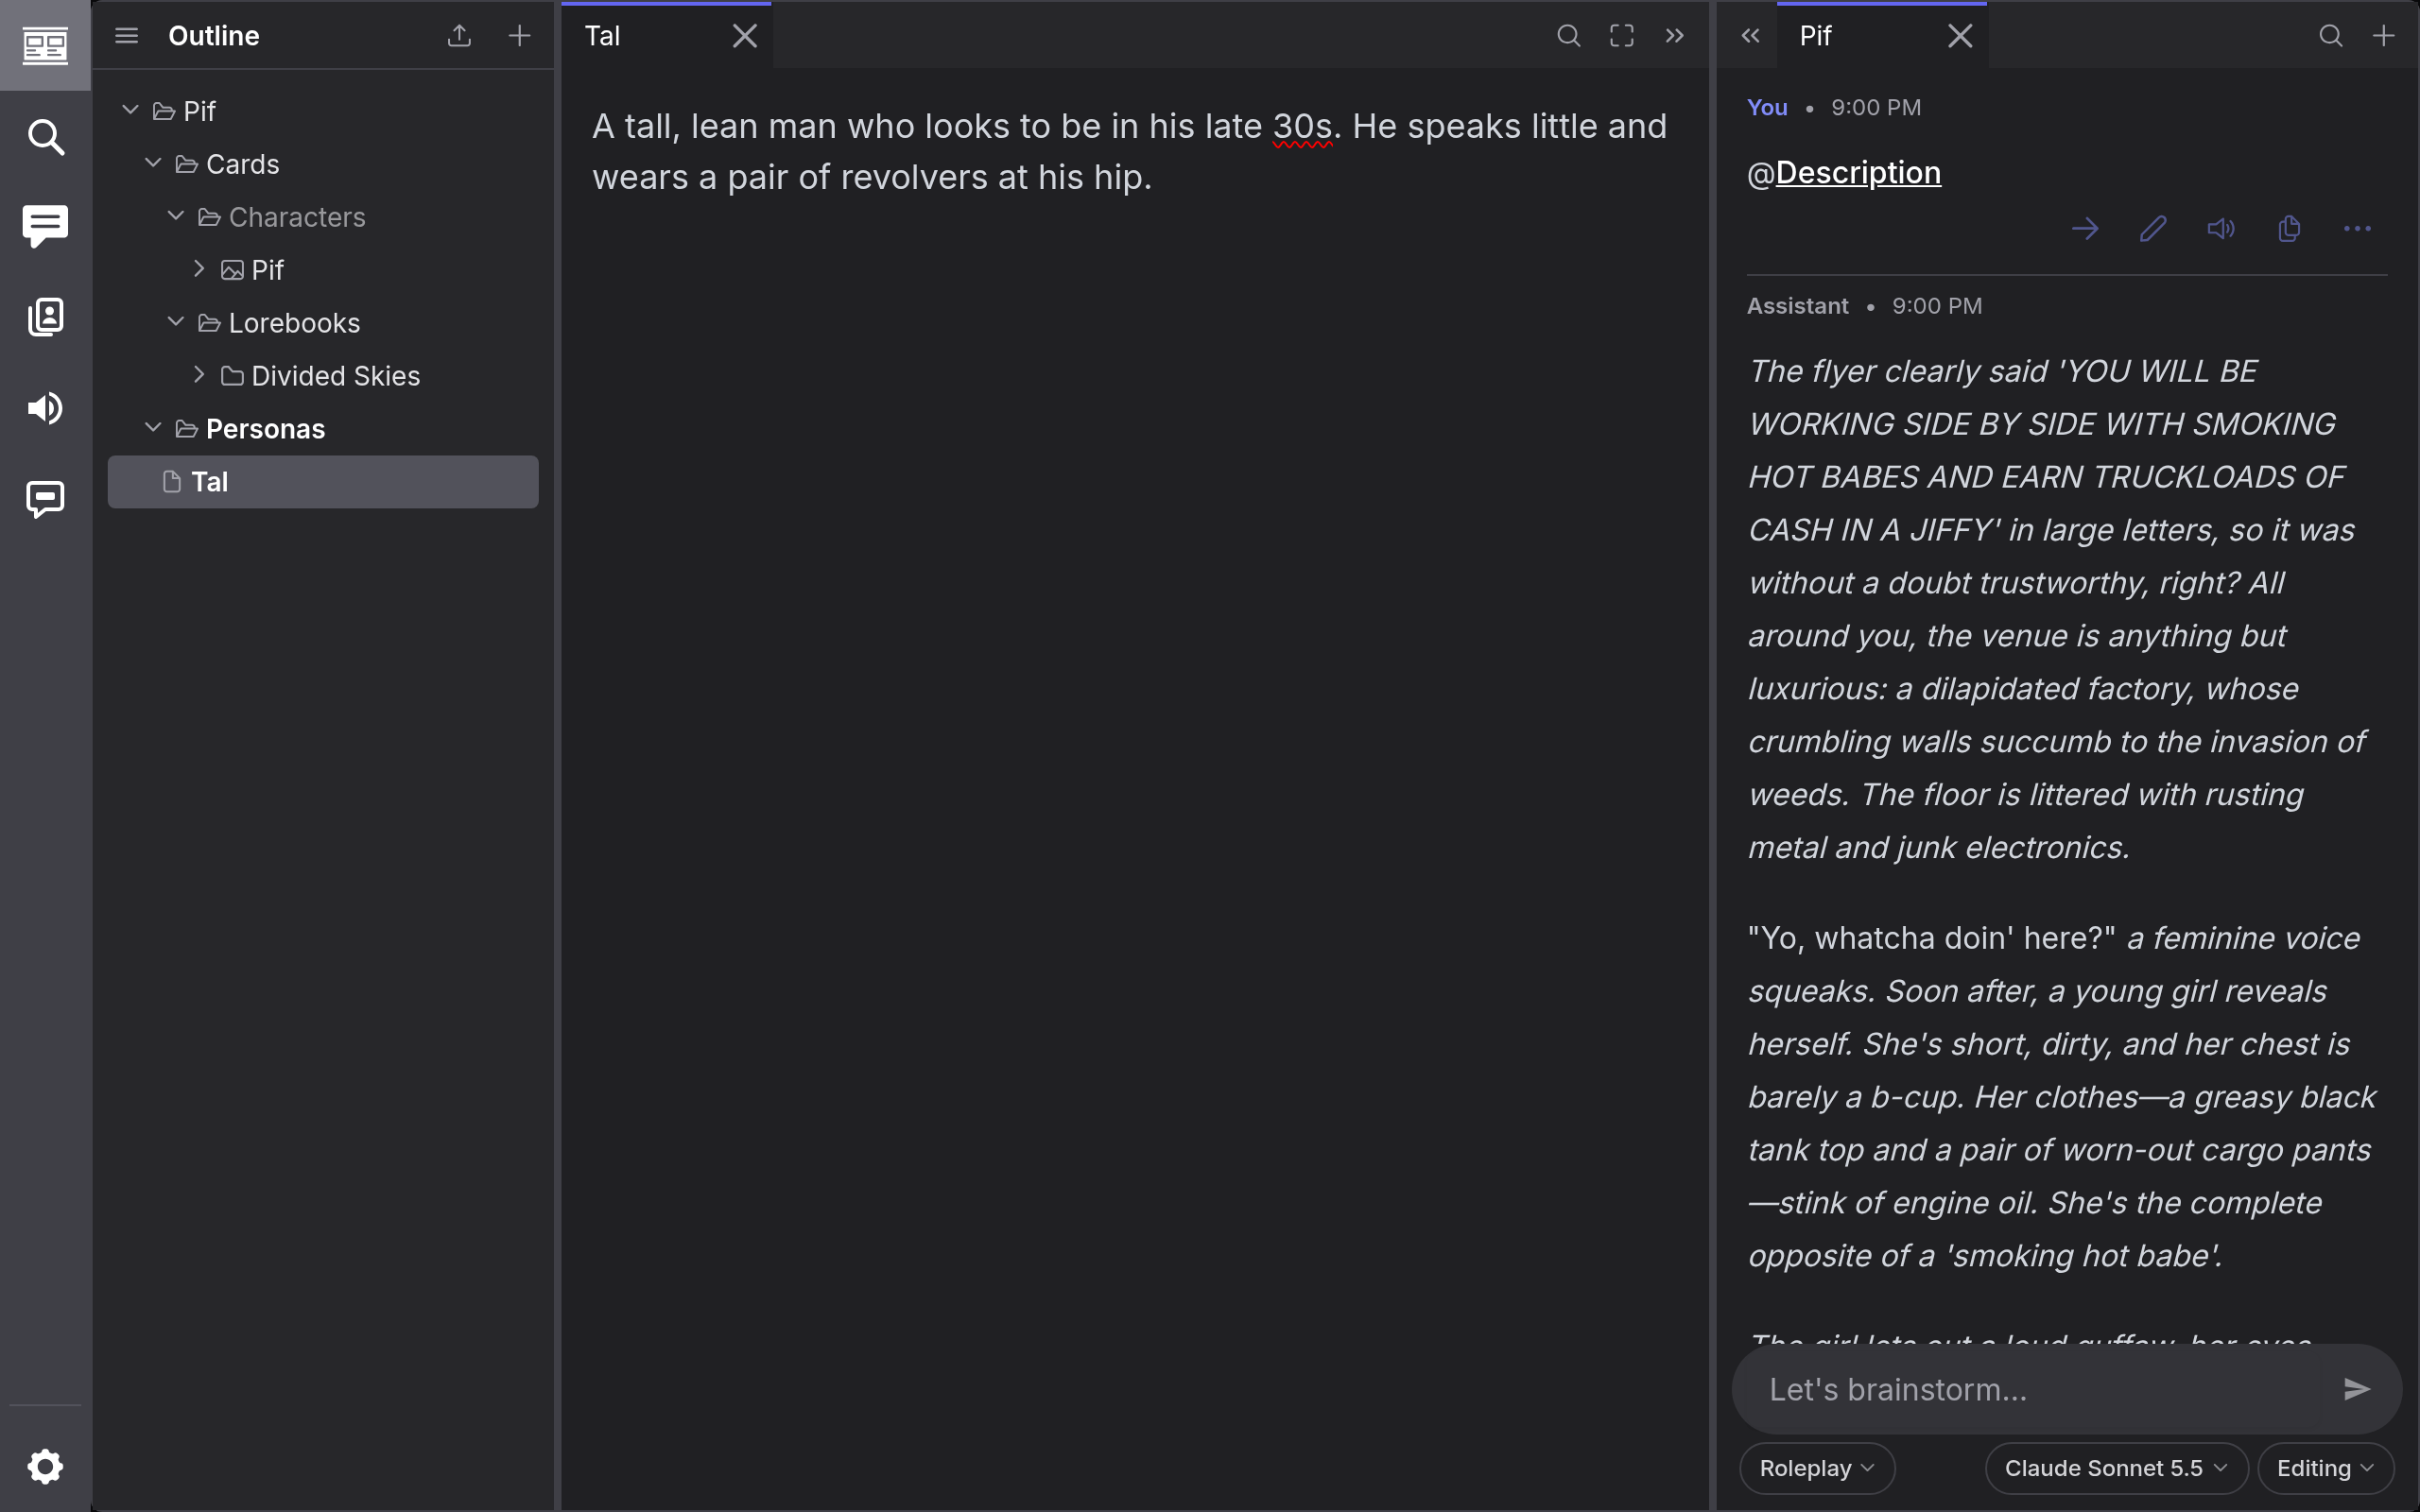 Outline
Pif
Cards
Characters
Pif
Lorebooks
Divided Skies
Personas
Tal
Tal
A tall, lean man who looks to be in his late 30s. He speaks little and
wears a pair of revolvers at his hip.
Pif
You • 9:00 PM
@Description
Assistant • 9:00 PM
The flyer clearly said 'YOU WILL BE
WORKING SIDE BY SIDE WITH SMOKING
HOT BABES AND EARN TRUCKLOADS OF
CASH IN A JIFFY' in large letters, so it was
without a doubt trustworthy, right? All
around you, the venue is anything but
luxurious: a dilapidated factory, whose
crumbling walls succumb to the invasion of
weeds. The floor is littered with rusting
metal and junk electronics.
"Yo, whatcha doin' here?" a feminine voice
squeaks. Soon after, a young girl reveals
herself. She's short, dirty, and her chest is
barely a b-cup. Her clothes—a greasy black
tank top and a pair of worn-out cargo pants
—stink of engine oil. She's the complete
opposite of a 'smoking hot babe'.
The girl lets out a loud guffaw, her eyes
Let's brainstorm...
Roleplay
Claude Sonnet 5.5
Editing